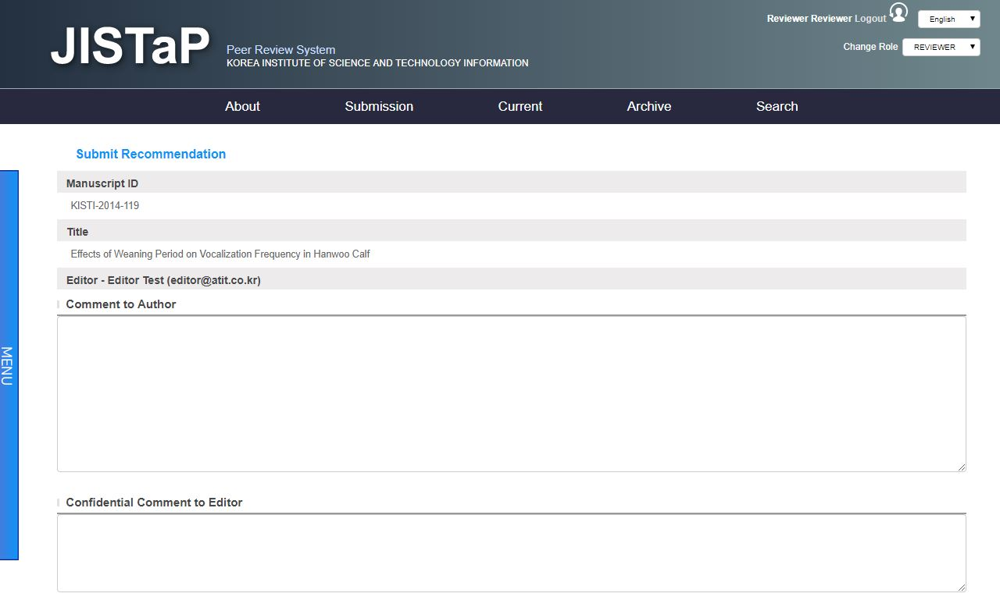 JISTaP
Peer Review System
KOREA INSTITUTE OF SCIENCE AND TECHNOLOGY INFORMATION
Reviewer Reviewer Logout
English
Change Role
REVIEWER
About Submission Current Archive Search
Submit Recommendation
MENU
Manuscript ID
KISTI-2014-119
Title
Effects of Weaning Period on Vocalization Frequency in Hanwoo Calf
Editor - Editor Test (editor@atit.co.kr)
Comment to Author
Confidential Comment to Editor